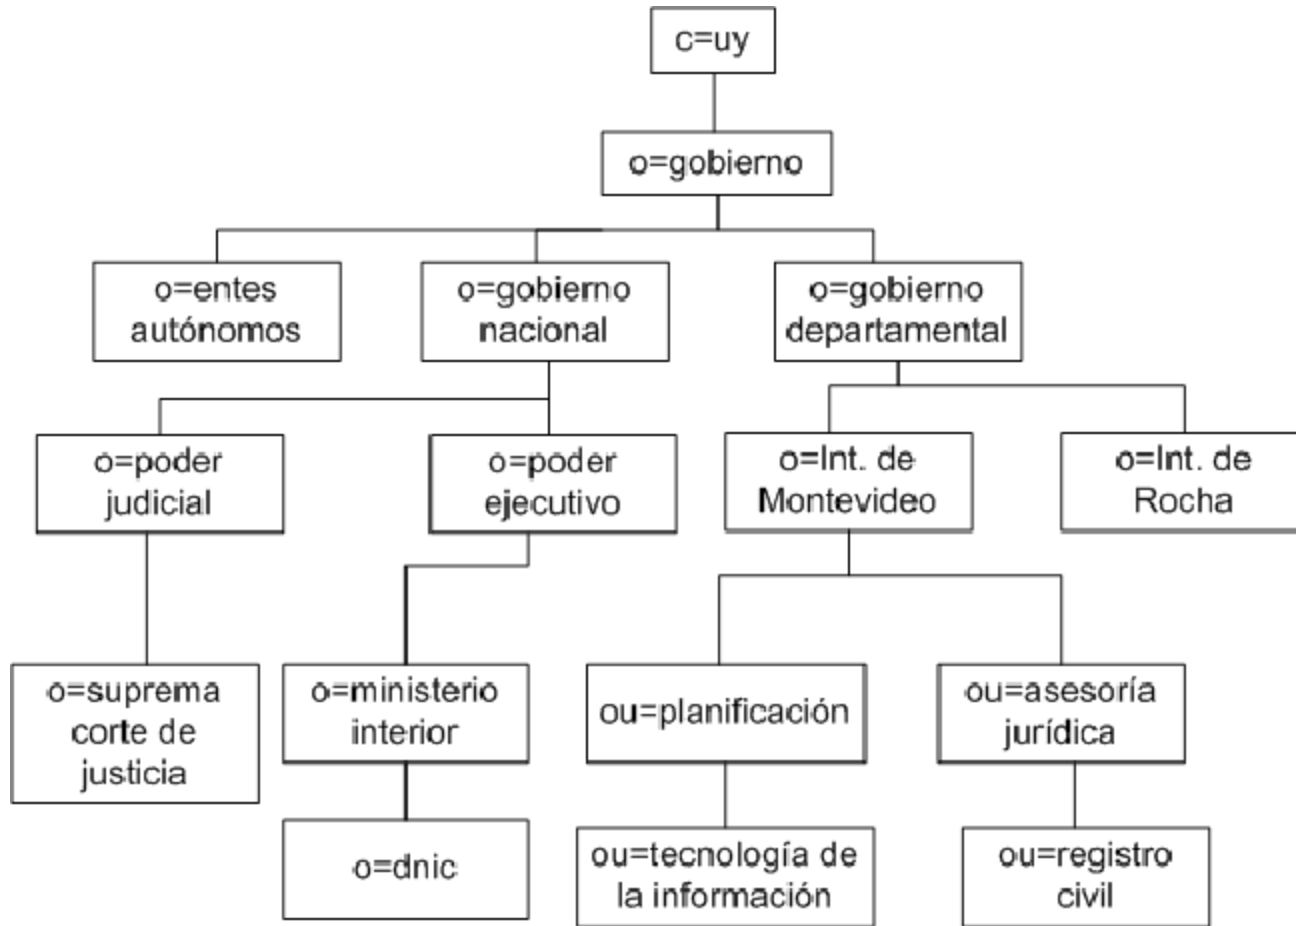 c=uy
o=gobierno
o=entes
autónomos
o=gobierno
nacional
o=gobierno
departamental
o=poder
judicial
o=poder
ejecutivo
o=Int. de
Montevideo
o=Int. de
Rocha
o=suprema
corte de
justicia
o=ministerio
interior
ou=planificación
ou=asesoría
jurídica
o=dnic
ou=tecnología de
la información
ou=registro
civil